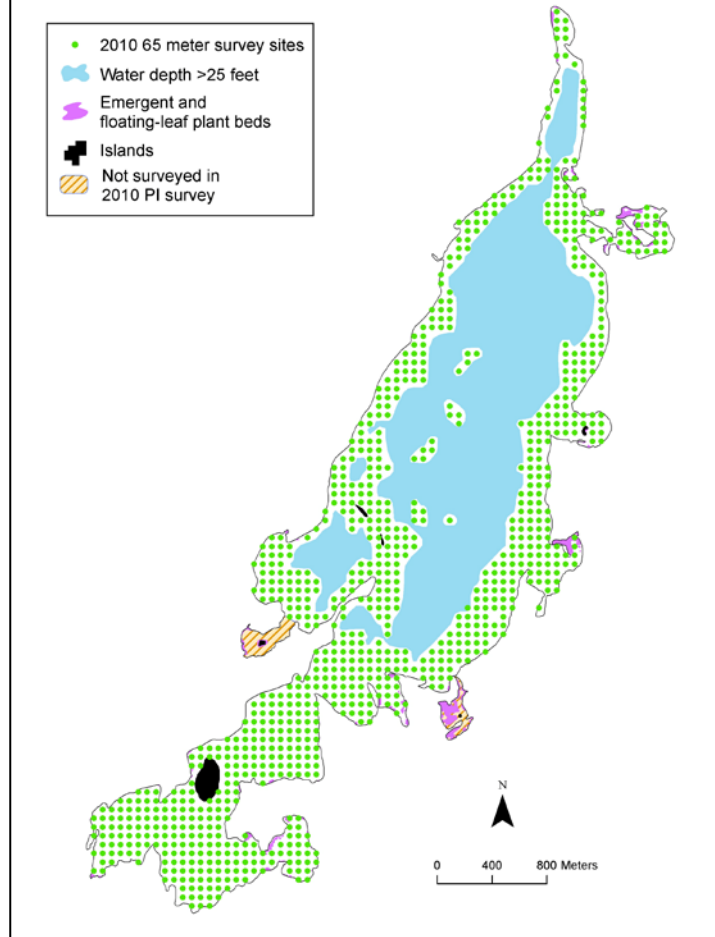 2010 65 meter survey sites
Water depth >25 feet
Emergent and
floating-leaf plant beds
Islands
Not surveyed in
2010 PI survey
N
0 400 800 Meters